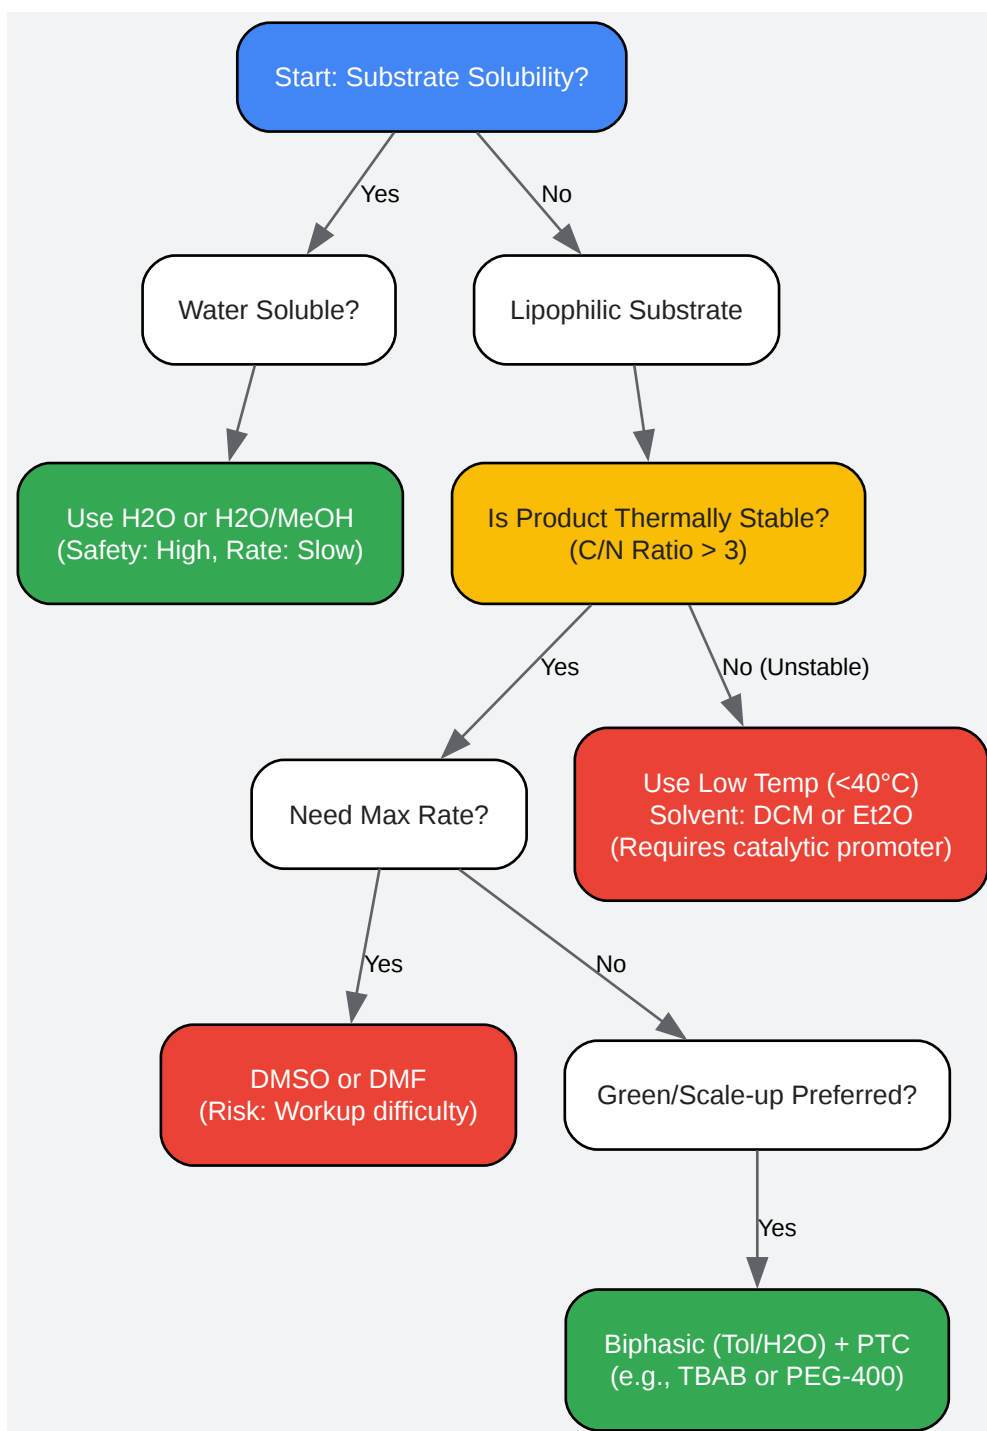 Start: Substrate Solubility?
Yes
No
Water Soluble?
Lipophilic Substrate
Use H2O or H2O/MeOH
(Safety: High, Rate: Slow)
Is Product Thermally Stable?
(C/N Ratio > 3)
Yes
No (Unstable)
Need Max Rate?
Use Low Temp (<40°C)
Solvent: DCM or Et2O
(Requires catalytic promoter)
Yes
No
DMSO or DMF
(Risk: Workup difficulty)
Green/Scale-up Preferred?
Yes
Biphasic (Tol/H2O) + PTC
(e.g., TBAB or PEG-400)